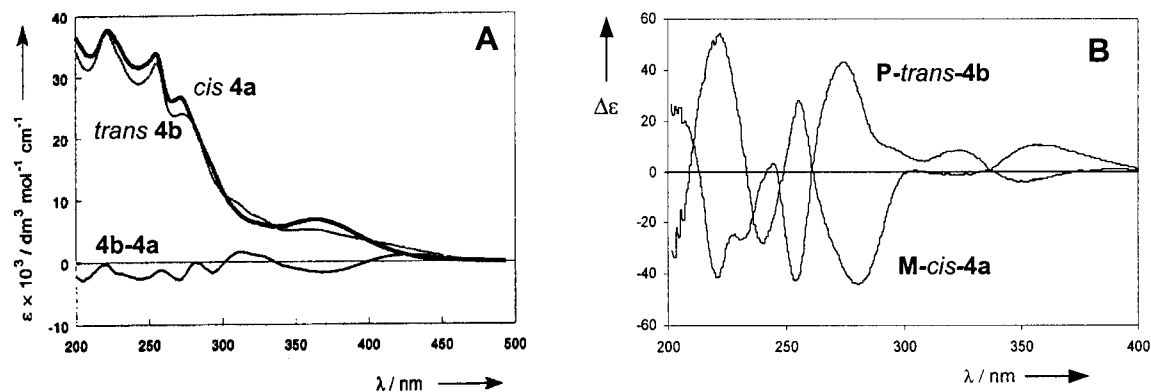 A
40
30
20
10
0
-10
ε × 10³ / dm³ mol⁻¹ cm⁻¹
cis 4a
trans 4b
4b-4a
200 250 300 350 400 450 500
λ / nm
B
60
40
20
0
-20
-40
-60
Δε
P-trans-4b
M-cis-4a
200 250 300 350 400
λ / nm